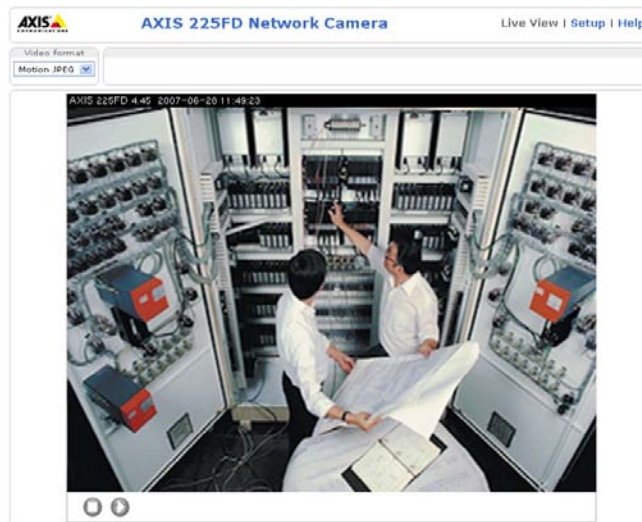 AXIS
COMMUNICATIONS
AXIS 225FD Network Camera
Live View | Setup | Help
Video format
Motion JPEG
AXIS 225FD 4.45 2007-06-28 11:49:23